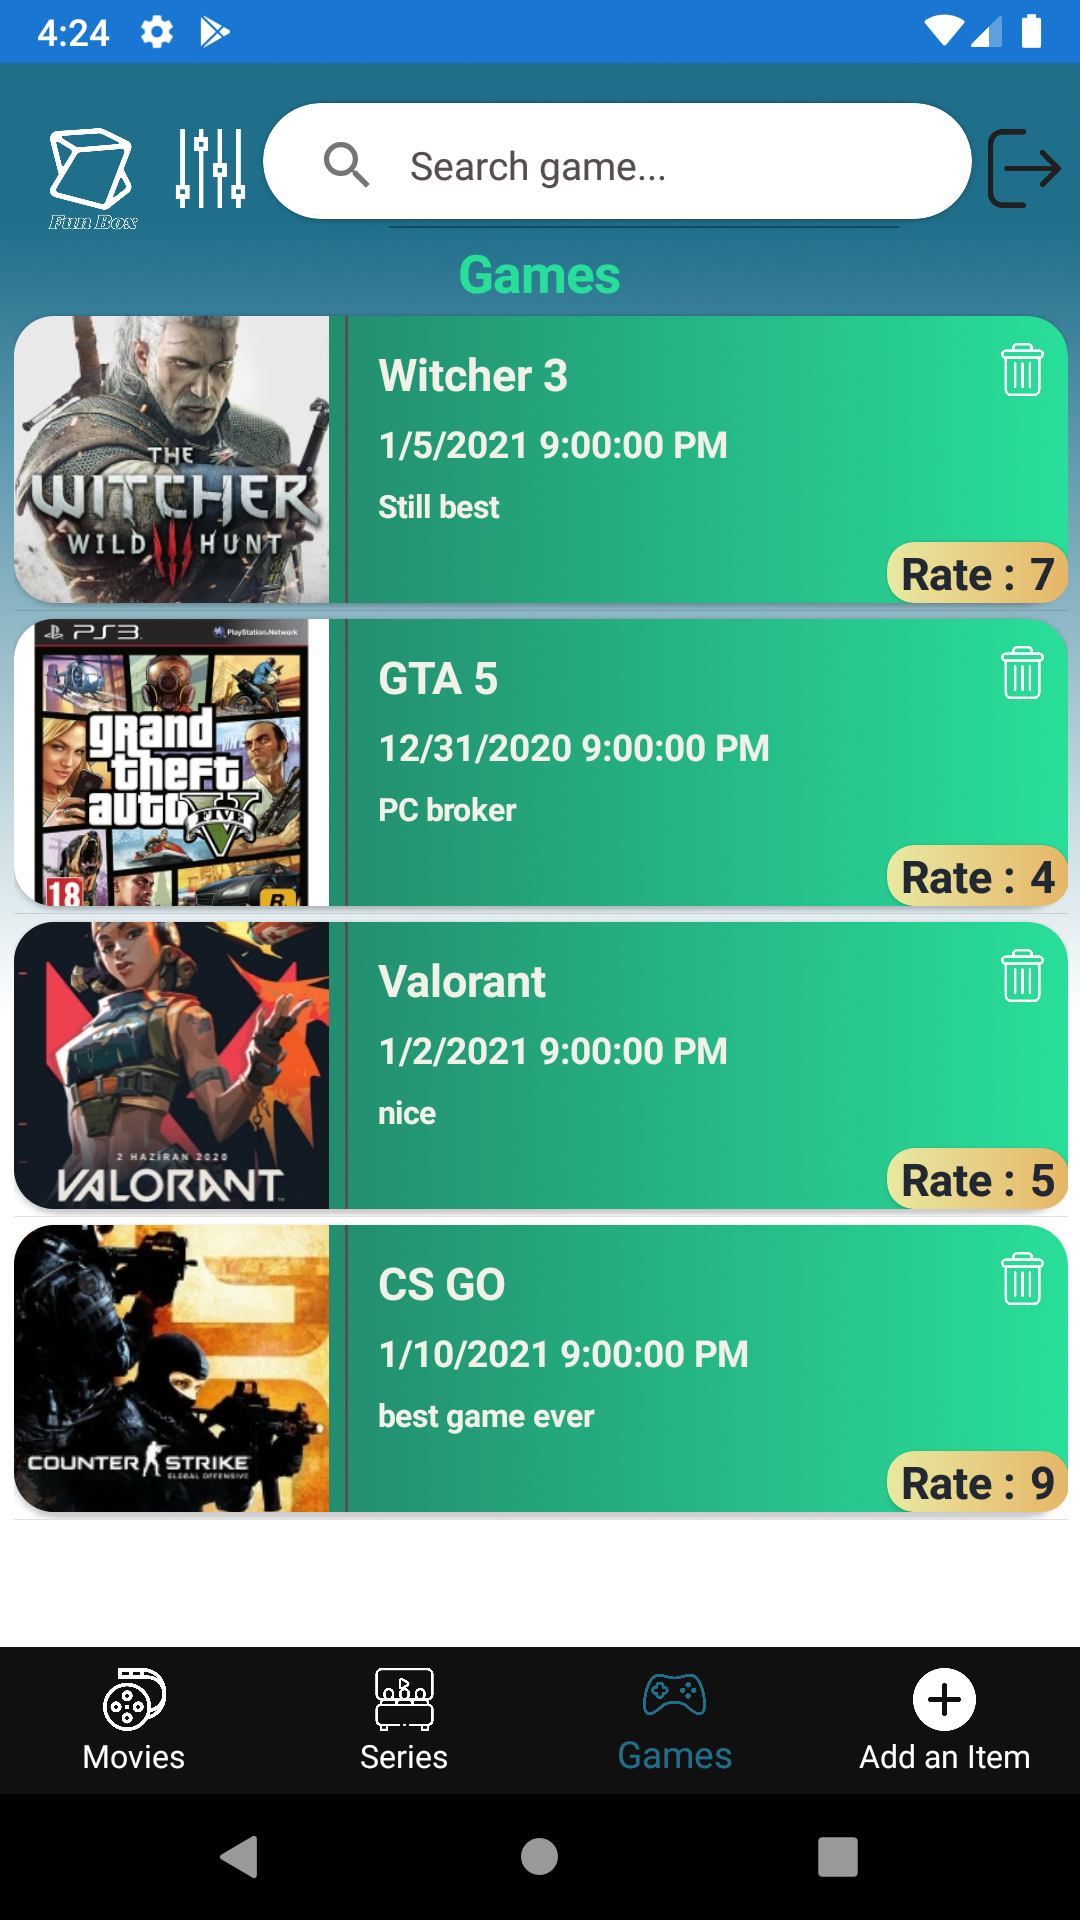 4:24
Fun Box
Search game...
Games
THE
WITCHER
WILD HUNT
Witcher 3
1/5/2021 9:00:00 PM
Still best
Rate : 7
PS3
PlayStation Network
grand
theft
auto
FIVE
18
R
GTA 5
12/31/2020 9:00:00 PM
PC broker
Rate : 4
2 HAZİRAN 2020
VALORANT
Valorant
1/2/2021 9:00:00 PM
nice
Rate : 5
COUNTER STRIKE
GLOBAL OFFENSIVE
CS GO
1/10/2021 9:00:00 PM
best game ever
Rate : 9
Movies
Series
Games
Add an Item